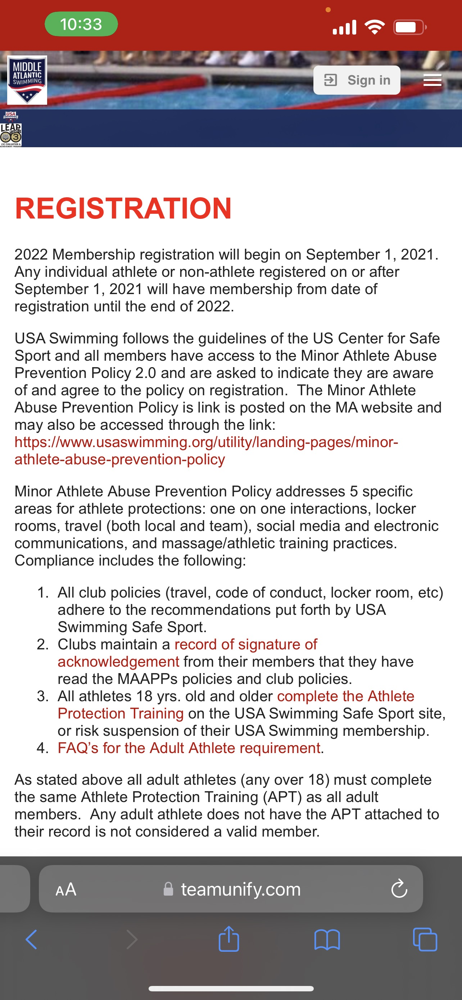 10:33
MIDDLE
ATLANTIC
SWIMMING
Sign in
USA
SWIMMING
LEAP
LEVEL
3
LSC EVALUATION &
ACHIEVEMENT PROGRAM
REGISTRATION
2022 Membership registration will begin on September 1, 2021.
Any individual athlete or non-athlete registered on or after
September 1, 2021 will have membership from date of
registration until the end of 2022.
USA Swimming follows the guidelines of the US Center for Safe
Sport and all members have access to the Minor Athlete Abuse
Prevention Policy 2.0 and are asked to indicate they are aware
of and agree to the policy on registration.  The Minor Athlete
Abuse Prevention Policy is link is posted on the MA website and
may also be accessed through the link:
https://www.usaswimming.org/utility/landing-pages/minor-
athlete-abuse-prevention-policy
Minor Athlete Abuse Prevention Policy addresses 5 specific
areas for athlete protections: one on one interactions, locker
rooms, travel (both local and team), social media and electronic
communications, and massage/athletic training practices.
Compliance includes the following:
1. All club policies (travel, code of conduct, locker room, etc)
adhere to the recommendations put forth by USA
Swimming Safe Sport.
2. Clubs maintain a record of signature of
acknowledgement from their members that they have
read the MAAPPs policies and club policies.
3. All athletes 18 yrs. old and older complete the Athlete
Protection Training on the USA Swimming Safe Sport site,
or risk suspension of their USA Swimming membership.
4. FAQ’s for the Adult Athlete requirement.
As stated above all adult athletes (any over 18) must complete
the same Athlete Protection Training (APT) as all adult
members.  Any adult athlete does not have the APT attached to
their record is not considered a valid member.
AA
teamunify.com